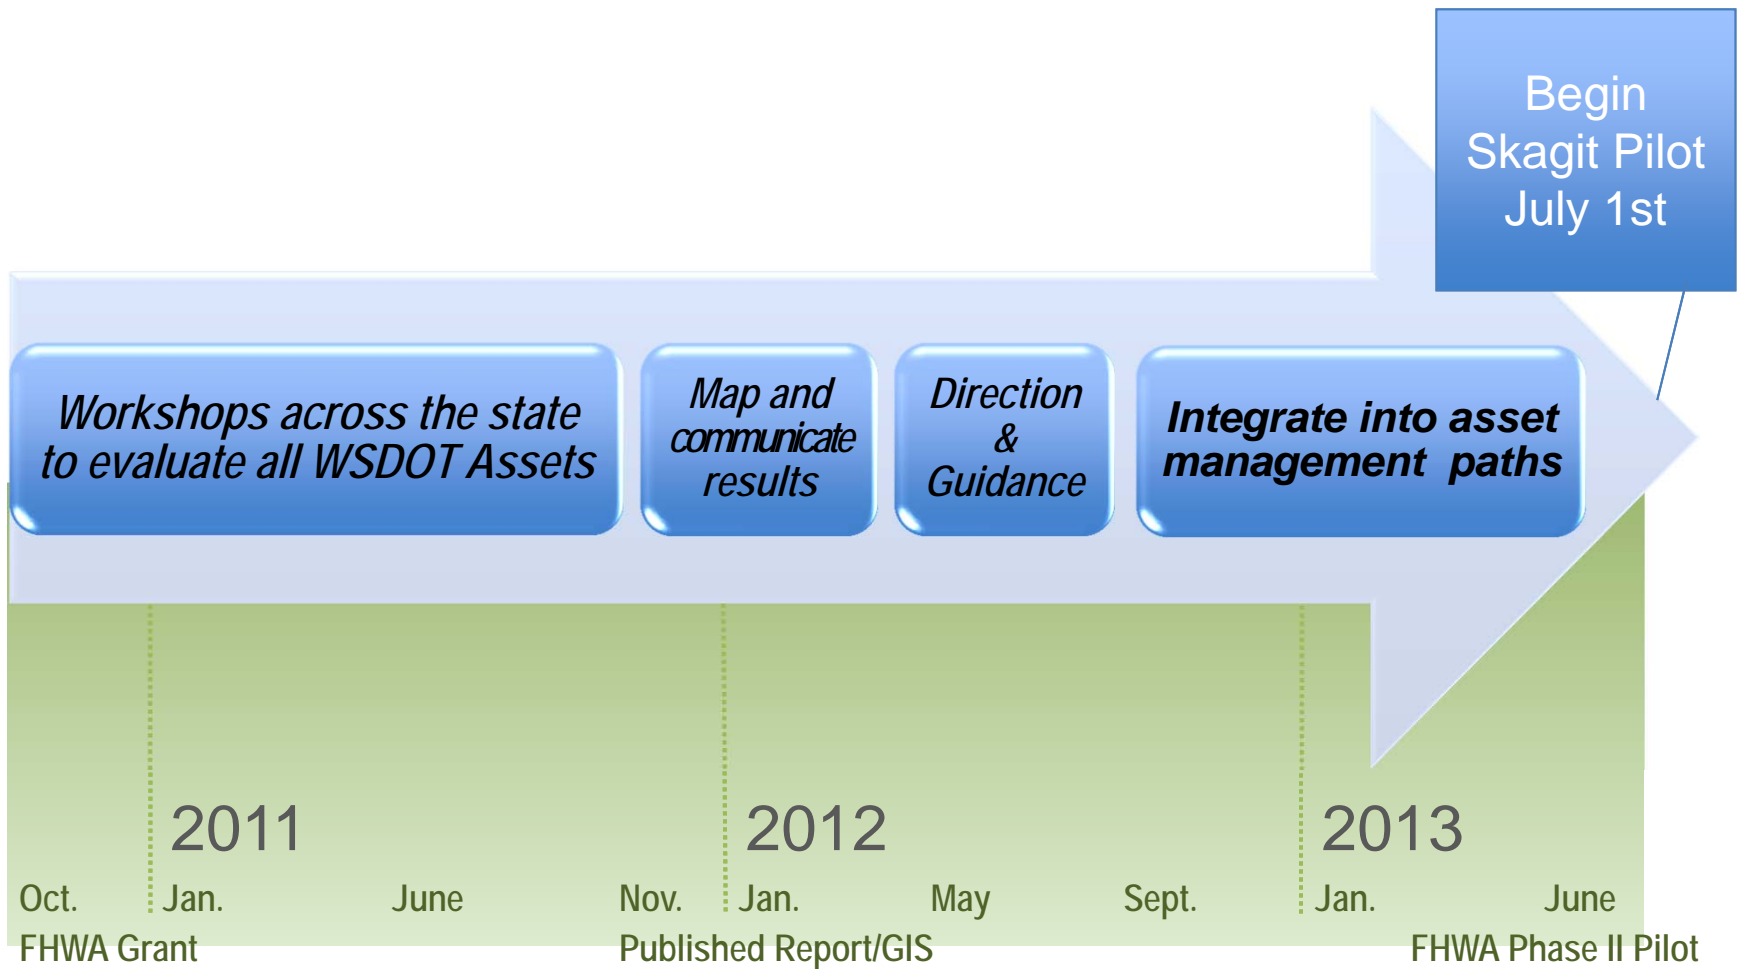 Begin
Skagit Pilot
July 1st
Workshops across the state
to evaluate all WSDOT Assets
Map and
communicate
results
Direction
&
Guidance
Integrate into asset
management paths
2011
2012
2013
Oct.
Jan.
June
Nov.
Jan.
May
Sept.
Jan.
June
FHWA Grant
Published Report/GIS
FHWA Phase II Pilot